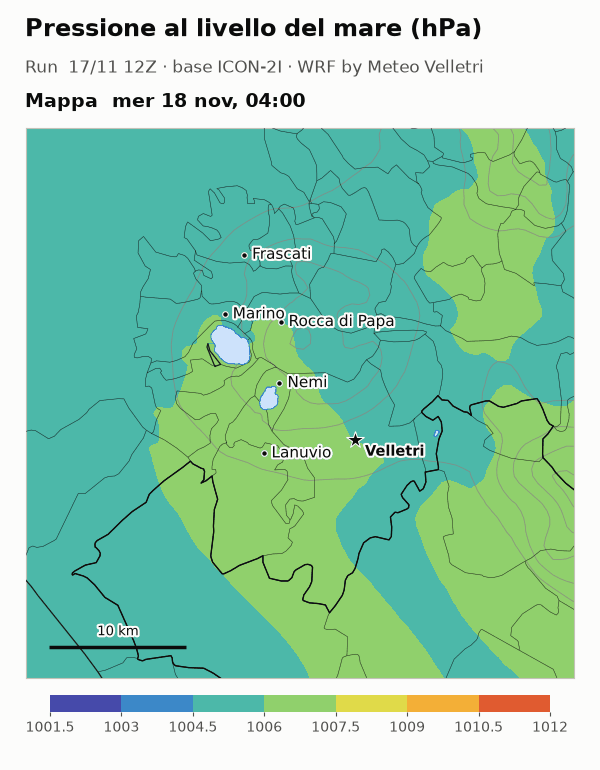 Pressione al livello del mare (hPa)
Run  17/11 12Z · base ICON-2I · WRF by Meteo Velletri
Mappa  mer 18 nov, 04:00
Frascati
Marino
Rocca di Papa
Nemi
Velletri
Lanuvio
10 km
1001.5 1003 1004.5 1006 1007.5 1009 1010.5 1012